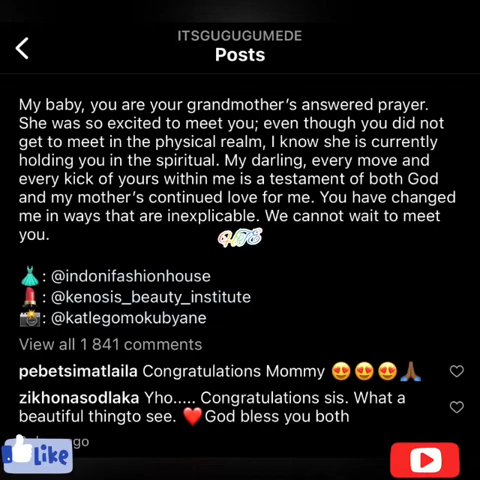 ITSGUGUGUMEDE
Posts
My baby, you are your grandmother's answered prayer.
She was so excited to meet you; even though you did not
get to meet in the physical realm, I know she is currently
holding you in the spiritual. My darling, every move and
every kick of yours within me is a testament of both God
and my mother's continued love for me. You have changed
me in ways that are inexplicable. We cannot wait to meet
you.
👗: @indonifashionhouse
💄: @kenosis_beauty_institute
📸: @katlegomokubyane
View all 1 841 comments
pebetsimatlaila Congratulations Mommy 😍😍😍🙏🏾
zikhonasodlaka Yho..... Congratulations sis. What a
beautiful thingto see. ❤️God bless you both
go
Like